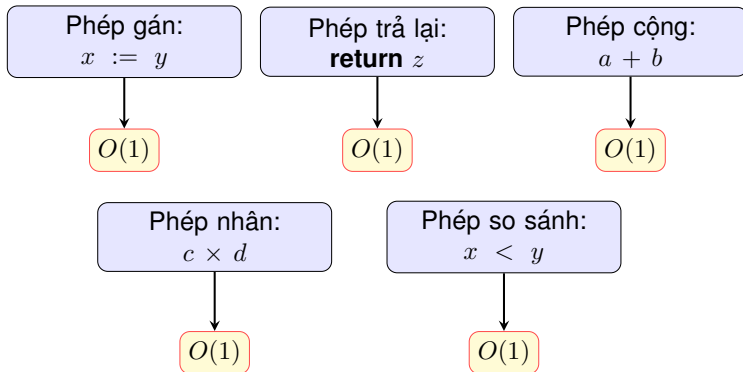 Phép gán:
x := y
Phép trả lại:
return z
Phép cộng:
a + b
O(1)
O(1)
O(1)
Phép nhân:
c × d
Phép so sánh:
x < y
O(1)
O(1)